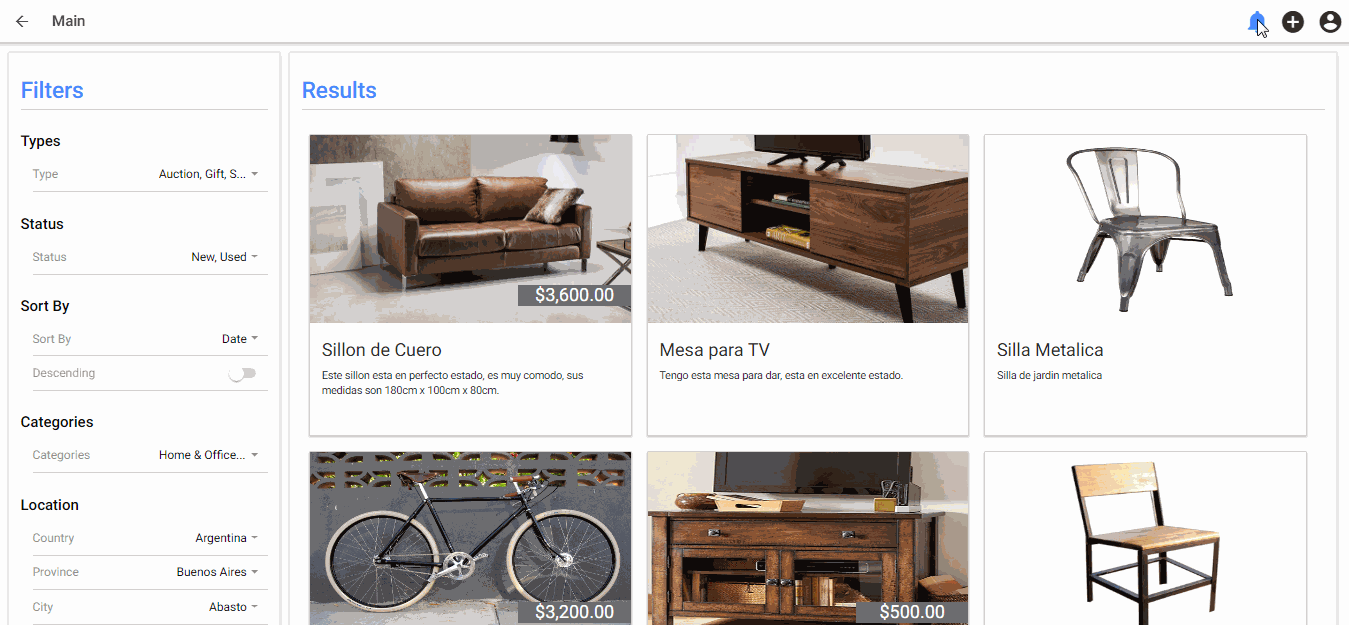 Main
Filters
Types
Type Auction, Gift, S...
Status
Status New, Used
Sort By
Sort By Date
Descending
Categories
Categories Home & Office...
Location
Country Argentina
Province Buenos Aires
City Abasto
Results
$3,600.00
Sillon de Cuero
Este sillon esta en perfecto estado, es muy comodo, sus
medidas son 180cm x 100cm x 80cm.
Mesa para TV
Tengo esta mesa para dar, esta en excelente estado.
Silla Metalica
Silla de jardin metalica
$3,200.00
$500.00